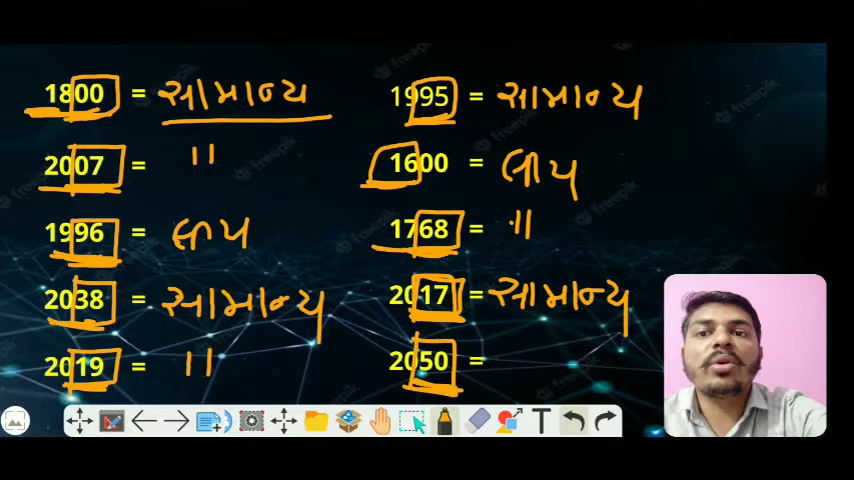 1800 = સામાન્ય
2007 = "
1996 = લીપ
2038 = સામાન્ય
2019 = "
1995 = સામાન્ય
1600 = લીપ
1768 = "
2017 = સામાન્ય
2050 =